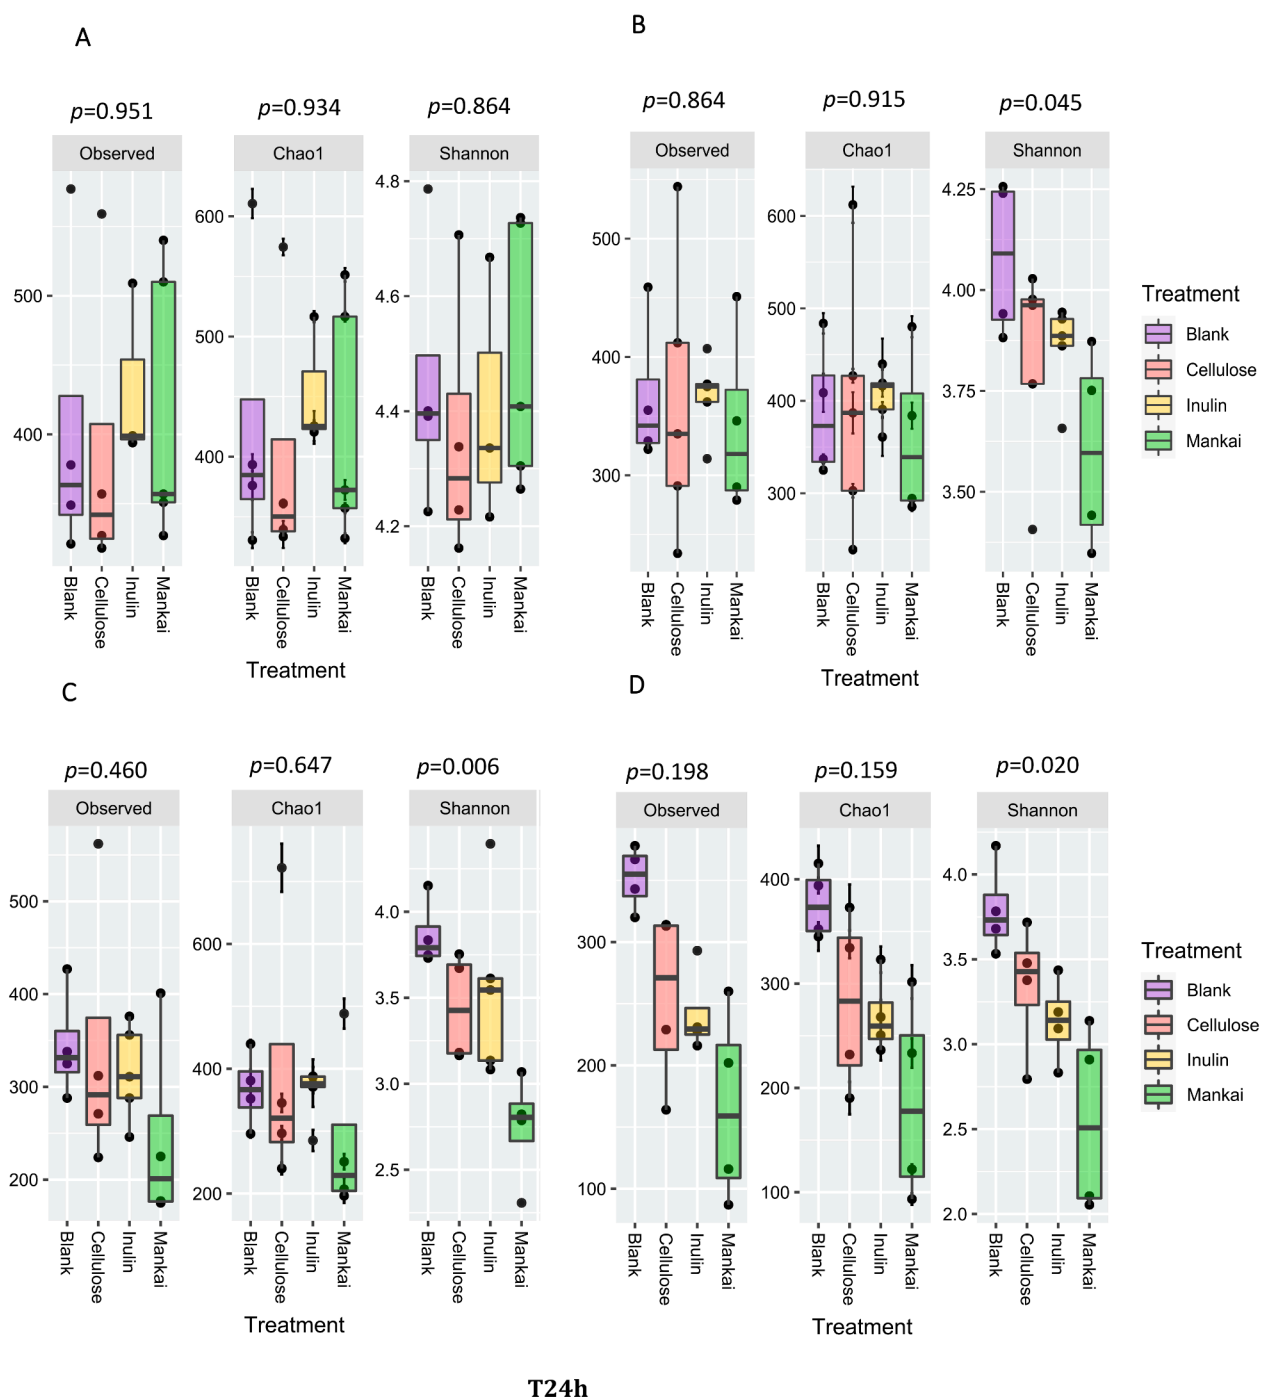 A
p=0.951
p=0.934
p=0.864
Observed
Chao1
Shannon
500
400
600
500
400
4.8
4.6
4.4
4.2
Blank
Cellulose
Inulin
Mankai
Blank
Cellulose
Inulin
Mankai
Blank
Cellulose
Inulin
Mankai
Treatment
B
p=0.864
p=0.915
p=0.045
Observed
Chao1
Shannon
500
400
300
600
500
400
300
4.25
4.00
3.75
3.50
Blank
Cellulose
Inulin
Mankai
Blank
Cellulose
Inulin
Mankai
Blank
Cellulose
Inulin
Mankai
Treatment
Treatment
Blank
Cellulose
Inulin
Mankai
C
p=0.460
p=0.647
p=0.006
Observed
Chao1
Shannon
500
400
300
200
600
400
200
4.0
3.5
3.0
2.5
Blank
Cellulose
Inulin
Mankai
Blank
Cellulose
Inulin
Mankai
Blank
Cellulose
Inulin
Mankai
Treatment
D
p=0.198
p=0.159
p=0.020
Observed
Chao1
Shannon
300
200
100
400
300
200
100
4.0
3.5
3.0
2.5
2.0
Blank
Cellulose
Inulin
Mankai
Blank
Cellulose
Inulin
Mankai
Blank
Cellulose
Inulin
Mankai
Treatment
Treatment
Blank
Cellulose
Inulin
Mankai
T24h